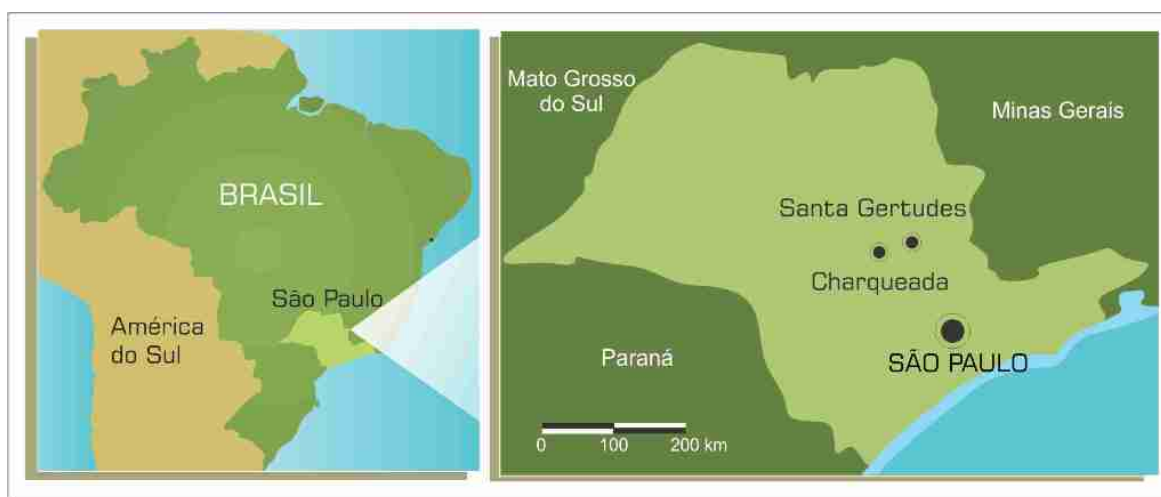 BRASIL
São Paulo
América
do Sul
Mato Grosso
do Sul
Minas Gerais
Santa Gertudes
Charqueada
SÃO PAULO
Paraná
0 100 200 km